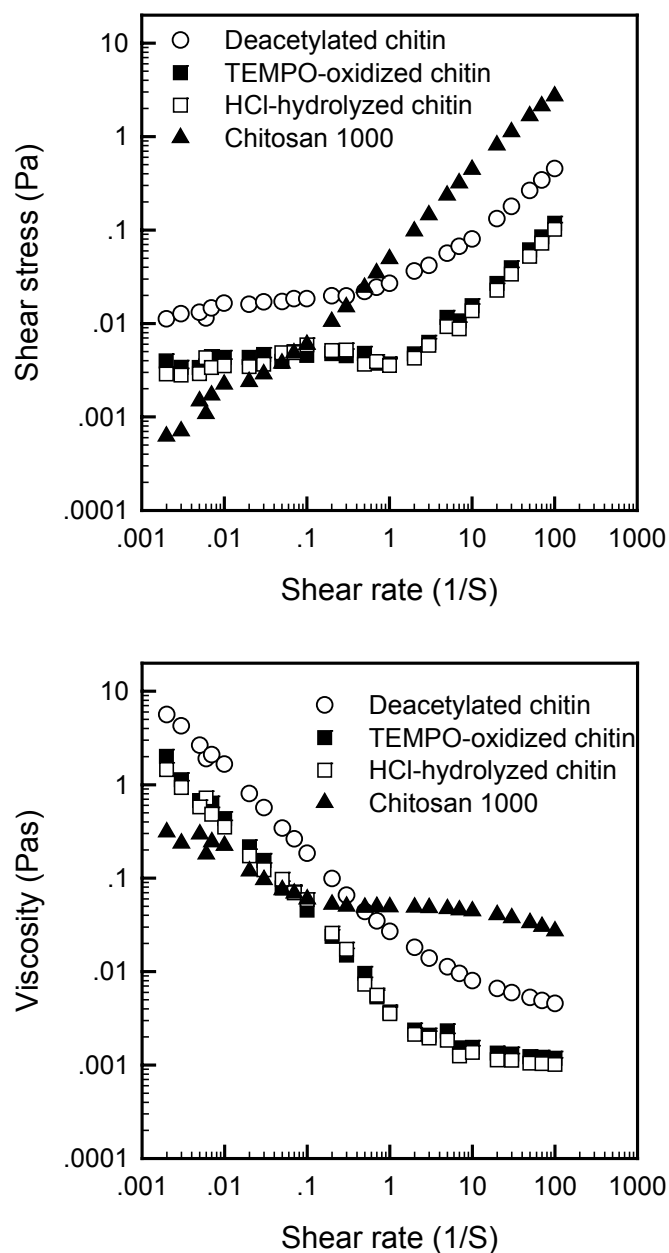 10
Deacetylated chitin
TEMPO-oxidized chitin
1
HCl-hydrolyzed chitin
Chitosan 1000
.1
Shear stress (Pa)
.01
.001
.0001
.001 .01 .1 1 10 100 1000
Shear rate (1/S)
10
Deacetylated chitin
TEMPO-oxidized chitin
1
HCl-hydrolyzed chitin
Chitosan 1000
.1
Viscosity (Pas)
.01
.001
.0001
.001 .01 .1 1 10 100 1000
Shear rate (1/S)